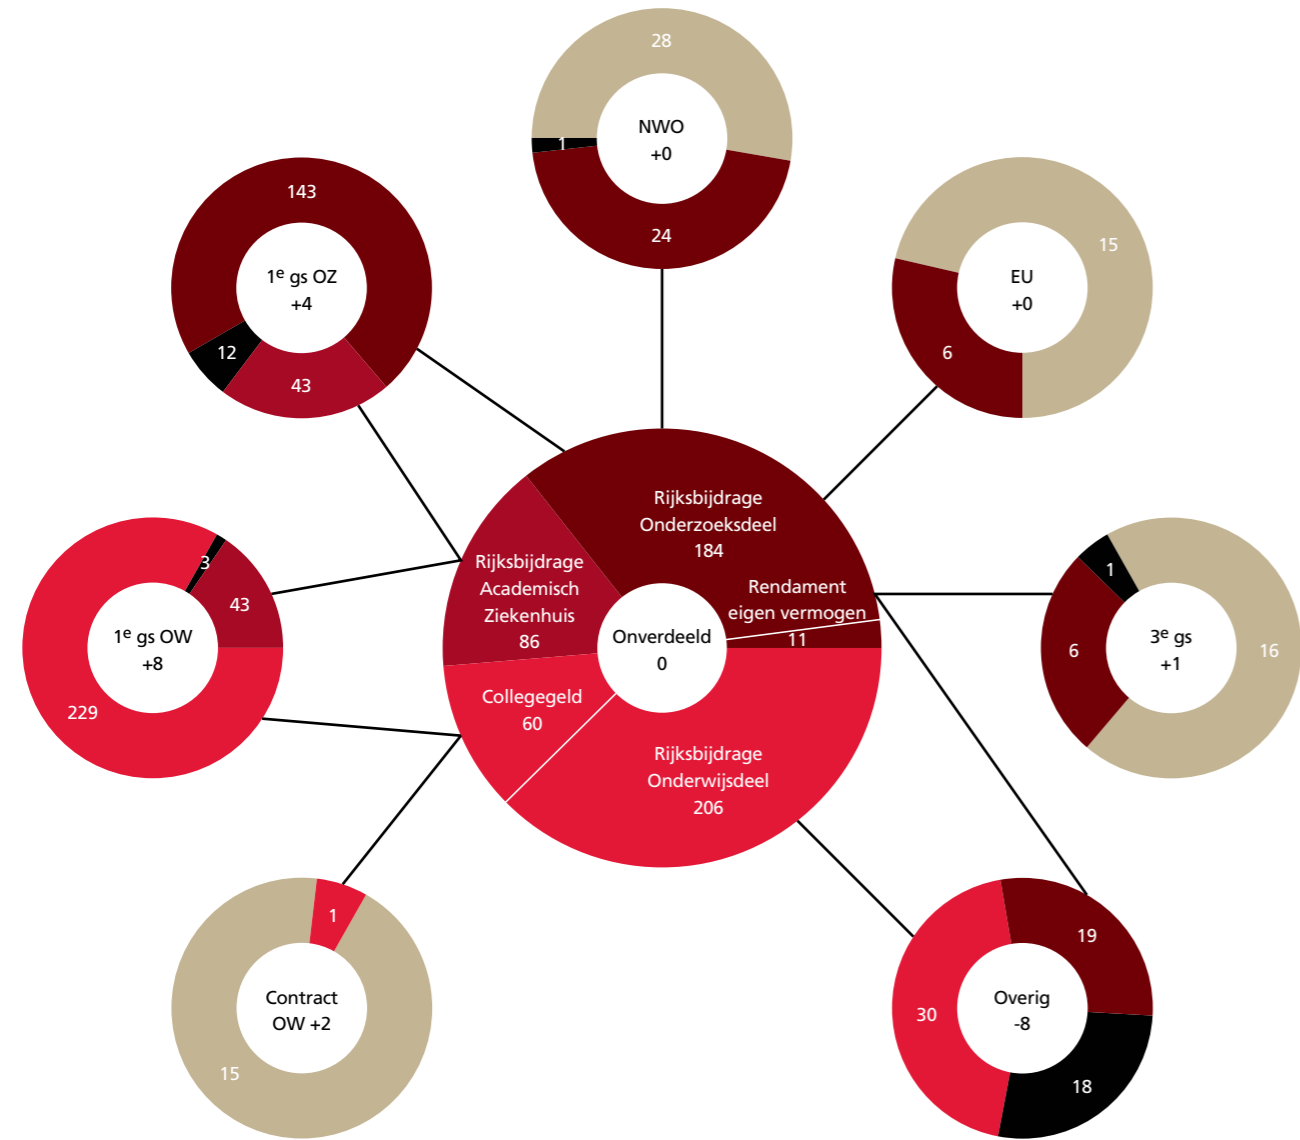 28
NWO
+0
1
24
143
1e gs OZ
+4
12
43
15
EU
+0
6
Rijksbijdrage
Onderzoeksdeel
184
Rendament
eigen vermogen
11
Rijksbijdrage
Academisch
Ziekenhuis
86
Onverdeeld
0
Collegegeld
60
Rijksbijdrage
Onderwijsdeel
206
3
43
1e gs OW
+8
229
1
6
3e gs
+1
16
1
Contract
OW +2
15
19
30
Overig
-8
18